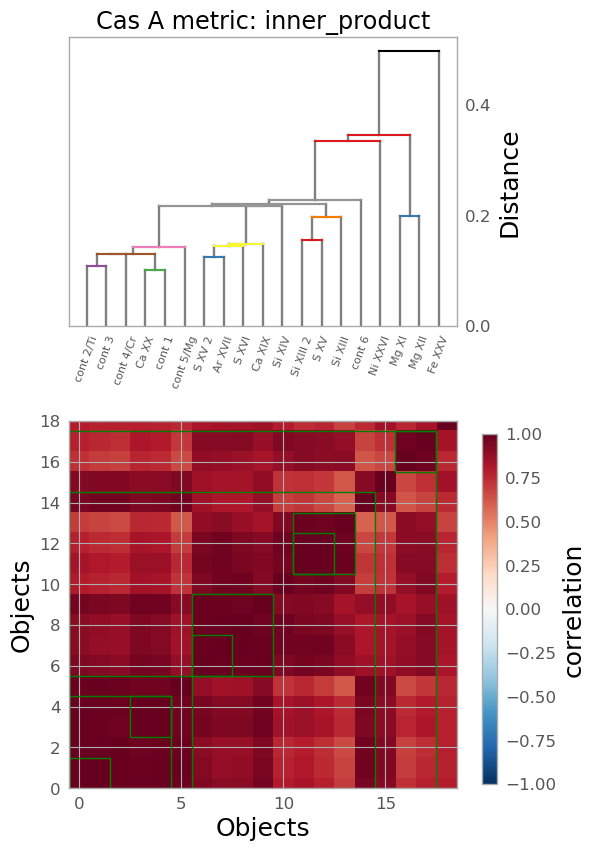 Cas A metric: inner_product
0.4
0.2
0.0
Distance
cont 2/Ti
cont 3
cont 4/Cr
Ca XX
cont 1
cont 5/Mg
S XV 2
Ar XVII
S XVI
Ca XIX
Si XIV
Si XIII 2
S XV
Si XIII
cont 6
Ni XXVI
Mg XI
Mg XII
Fe XXV
18
16
14
12
10
8
6
4
2
0
Objects
0 5 10 15
Objects
1.00
0.75
0.50
0.25
0.00
−0.25
−0.50
−0.75
−1.00
correlation